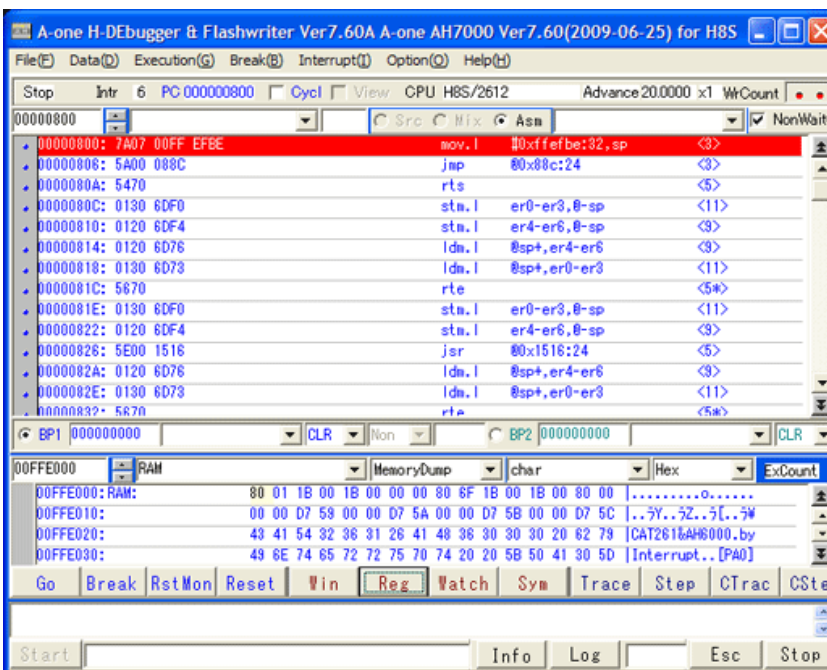 A-one H-DEbugger & Flashwriter Ver7.60A A-one AH7000 Ver7.60(2009-06-25) for H8S
File(F) Data(D) Execution(G) Break(B) Interrupt(I) Option(O) Help(H)
Stop Intr 6 PC 000000800 Cycl View CPU H8S/2612 Advance 20.0000 x1 WrCount
00000800 Src Mix Asm NonWait
00000800: 7A07 00FF EFBE mov.l #0xffefbe:32,sp <3>
00000806: 5A00 088C jmp @0x88c:24 <3>
0000080A: 5470 rts <5>
0000080C: 0130 6DF0 stm.l er0-er3,@-sp <11>
00000810: 0120 6DF4 stm.l er4-er6,@-sp <9>
00000814: 0120 6D76 ldm.l @sp+,er4-er6 <9>
00000818: 0130 6D73 ldm.l @sp+,er0-er3 <11>
0000081C: 5670 rte <5*>
0000081E: 0130 6DF0 stm.l er0-er3,@-sp <11>
00000822: 0120 6DF4 stm.l er4-er6,@-sp <9>
00000826: 5E00 1516 jsr @0x1516:24 <5>
0000082A: 0120 6D76 ldm.l @sp+,er4-er6 <9>
0000082E: 0130 6D73 ldm.l @sp+,er0-er3 <11>
00000832: 5670 rte <5*>
BP1 000000000 CLR Non BP2 000000000 CLR
00FFE000 RAM MemoryDump char Hex ExCount
00FFE000:RAM: 80 01 1B 00 1B 00 00 00 80 6F 1B 00 1B 00 80 00 |.........o......
00FFE010: 00 00 D7 59 00 00 D7 5A 00 00 D7 5B 00 00 D7 5C |..ラY..ラZ..ラ[..ラ¥
00FFE020: 43 41 54 32 36 31 26 41 48 36 30 30 30 20 62 79 |CAT261&AH6000.by
00FFE030: 49 6E 74 65 72 72 75 70 74 20 20 5B 50 41 30 5D |Interrupt..[PA0]
Go Break RstMon Reset Win Reg Watch Sym Trace Step CTrac CSte
Start Info Log Esc Stop